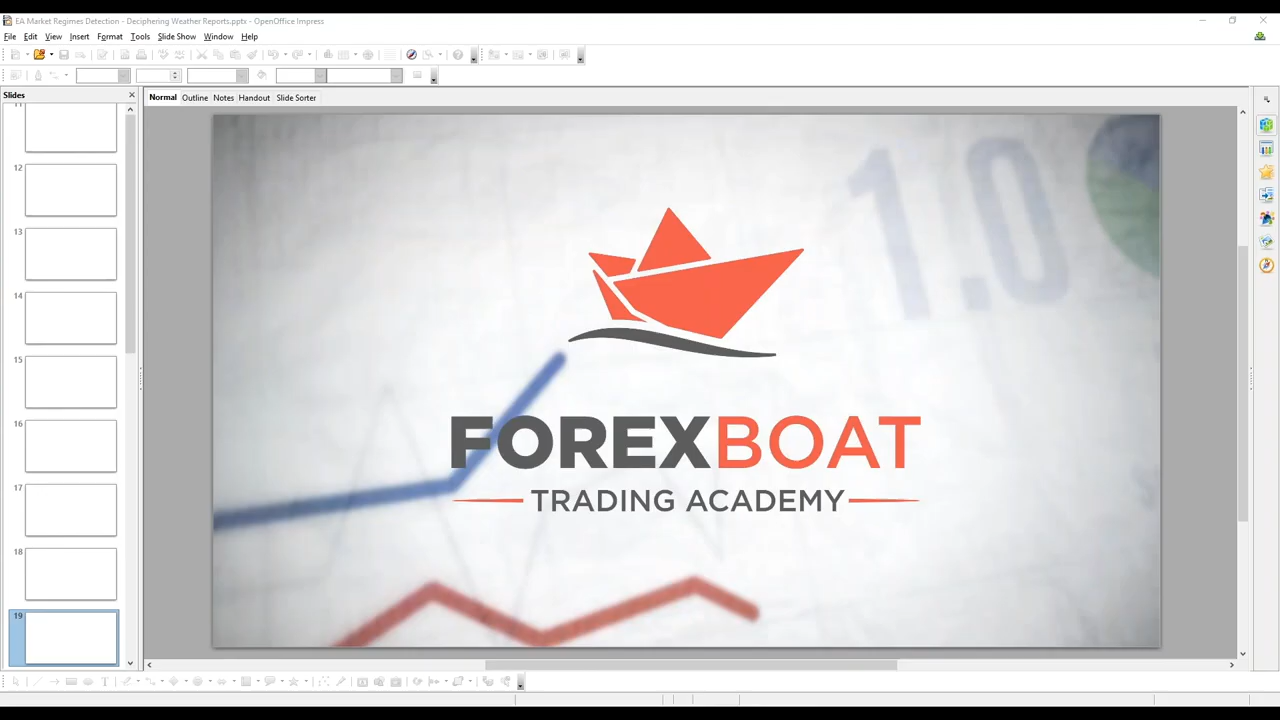 EA Market Regimes Detection - Deciphering Weather Reports.pptx - OpenOffice Impress
File Edit View Insert Format Tools Slide Show Window Help
Slides
Normal Outline Notes Handout Slide Sorter
12
13
14
15
16
17
18
19
1.0
FOREXBOAT
TRADING ACADEMY